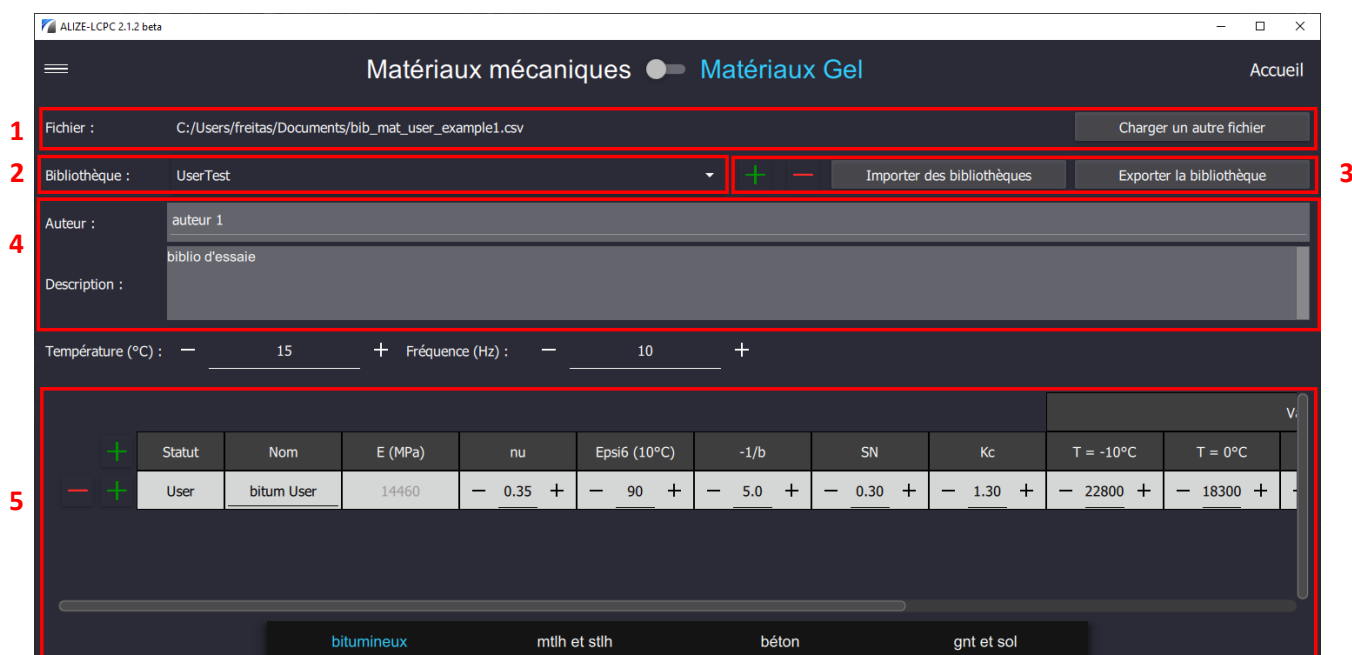 ALIZE-LCPC 2.1.2 beta
Matériaux mécaniques Matériaux Gel Accueil
1 Fichier : C:/Users/freitas/Documents/bib_mat_user_example1.csv Charger un autre fichier
2 Bibliothèque : UserTest + − Importer des bibliothèques Exporter la bibliothèque 3
Auteur : auteur 1
4
biblio d'essaie
Description :
Température (°C) : − 15 + Fréquence (Hz) : − 10 +
+ Statut Nom E (MPa) nu Epsi6 (10°C) -1/b SN Kc T = -10°C T = 0°C
5 − + User bitum User 14460 − 0.35 + − 90 + − 5.0 + − 0.30 + − 1.30 + − 22800 + − 18300 + −
bitumineux mtlh et stlh béton gnt et sol